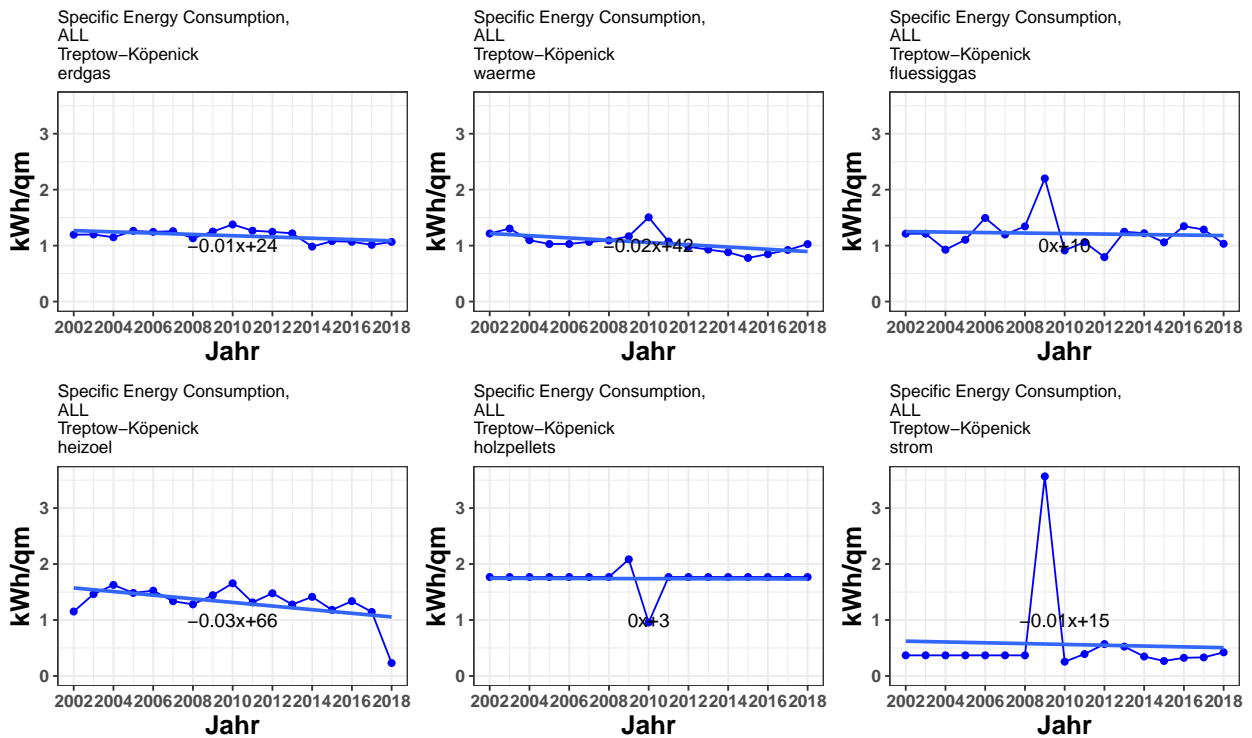 Specific Energy Consumption,
ALL
Treptow−Köpenick
erdgas
kWh/qm
3
2
1
0
−0.01x+24
2002 2004 2006 2008 2010 2012 2014 2016 2018
Jahr
Specific Energy Consumption,
ALL
Treptow−Köpenick
waerme
kWh/qm
3
2
1
0
−0.02x+42
2002 2004 2006 2008 2010 2012 2014 2016 2018
Jahr
Specific Energy Consumption,
ALL
Treptow−Köpenick
fluessiggas
kWh/qm
3
2
1
0
0x+10
2002 2004 2006 2008 2010 2012 2014 2016 2018
Jahr
Specific Energy Consumption,
ALL
Treptow−Köpenick
heizoel
kWh/qm
3
2
1
0
−0.03x+66
2002 2004 2006 2008 2010 2012 2014 2016 2018
Jahr
Specific Energy Consumption,
ALL
Treptow−Köpenick
holzpellets
kWh/qm
3
2
1
0
0x+3
2002 2004 2006 2008 2010 2012 2014 2016 2018
Jahr
Specific Energy Consumption,
ALL
Treptow−Köpenick
strom
kWh/qm
3
2
1
0
−0.01x+15
2002 2004 2006 2008 2010 2012 2014 2016 2018
Jahr